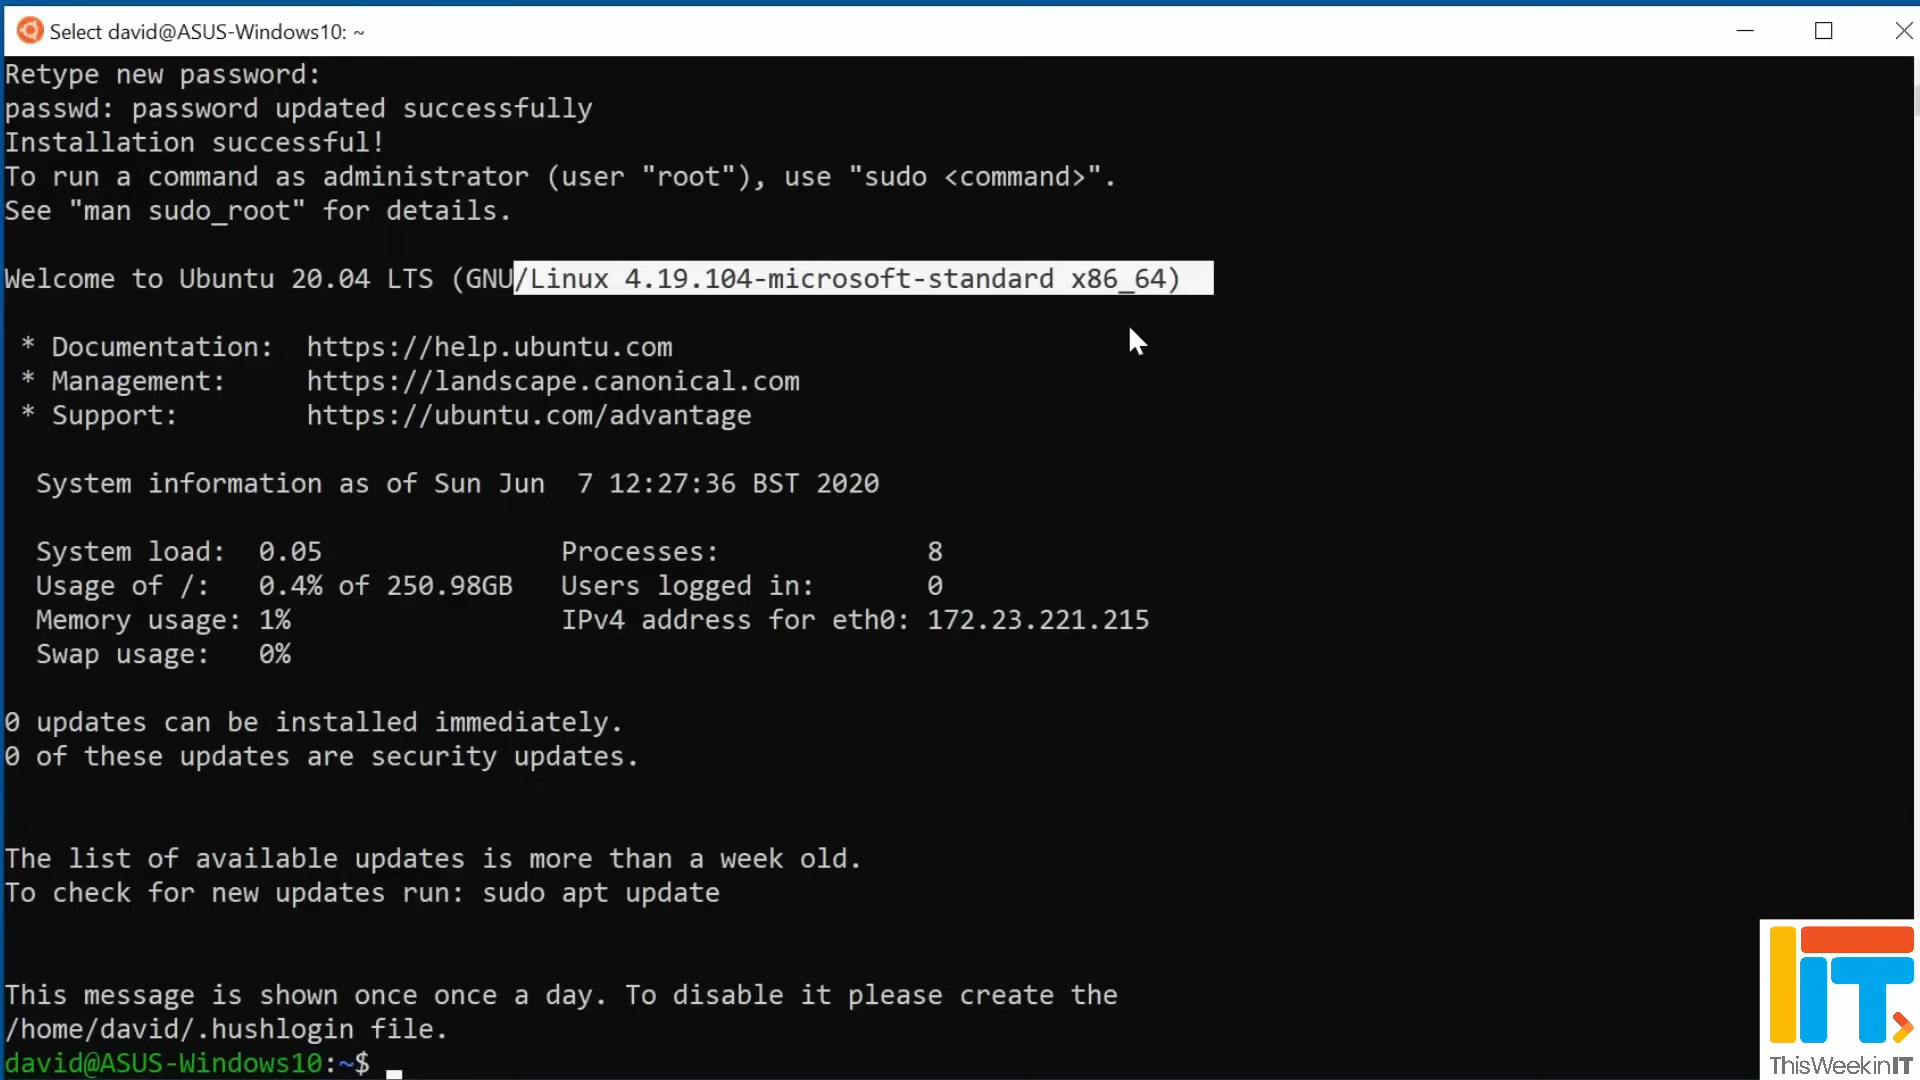 Select david@ASUS-Windows10: ~
Retype new password:
passwd: password updated successfully
Installation successful!
To run a command as administrator (user "root"), use "sudo <command>".
See "man sudo_root" for details.
Welcome to Ubuntu 20.04 LTS (GNU/Linux 4.19.104-microsoft-standard x86_64)
* Documentation:  https://help.ubuntu.com
* Management:     https://landscape.canonical.com
* Support:        https://ubuntu.com/advantage
System information as of Sun Jun  7 12:27:36 BST 2020
System load:  0.05               Processes:             8
Usage of /:   0.4% of 250.98GB   Users logged in:       0
Memory usage: 1%                 IPv4 address for eth0: 172.23.221.215
Swap usage:   0%
0 updates can be installed immediately.
0 of these updates are security updates.
The list of available updates is more than a week old.
To check for new updates run: sudo apt update
This message is shown once once a day. To disable it please create the
/home/david/.hushlogin file.
david@ASUS-Windows10:~$
ThisWeekinIT